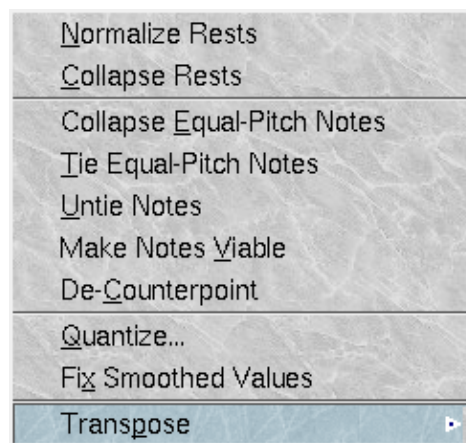 Normalize Rests
Collapse Rests
Collapse Equal-Pitch Notes
Tie Equal-Pitch Notes
Untie Notes
Make Notes Viable
De-Counterpoint
Quantize...
Fix Smoothed Values
Transpose